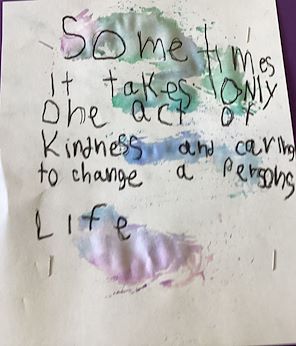 Sometimes
It takes ONly
One act of
Kindness and caring
to change a persons
Life